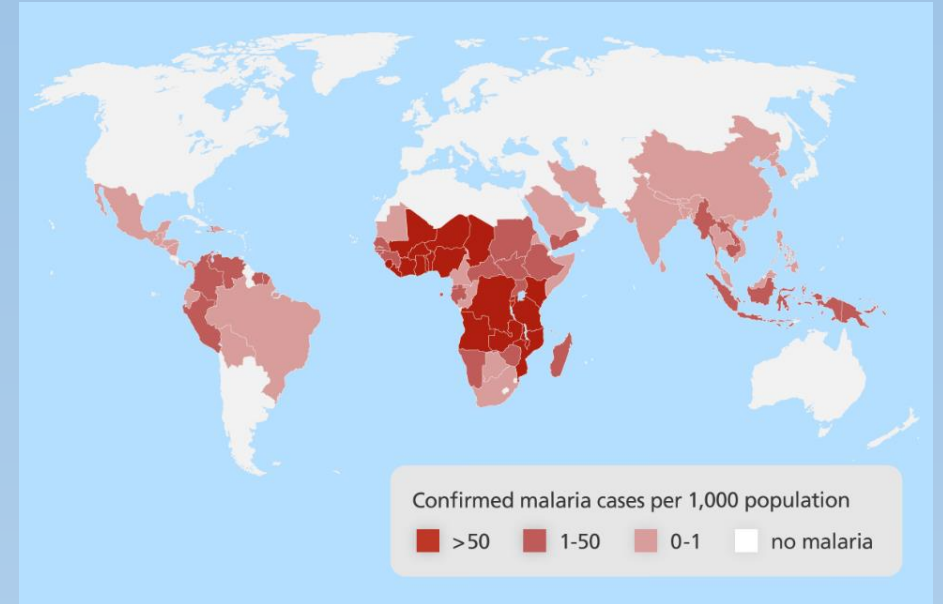 Confirmed malaria cases per 1,000 population
>50 1-50 0-1 no malaria